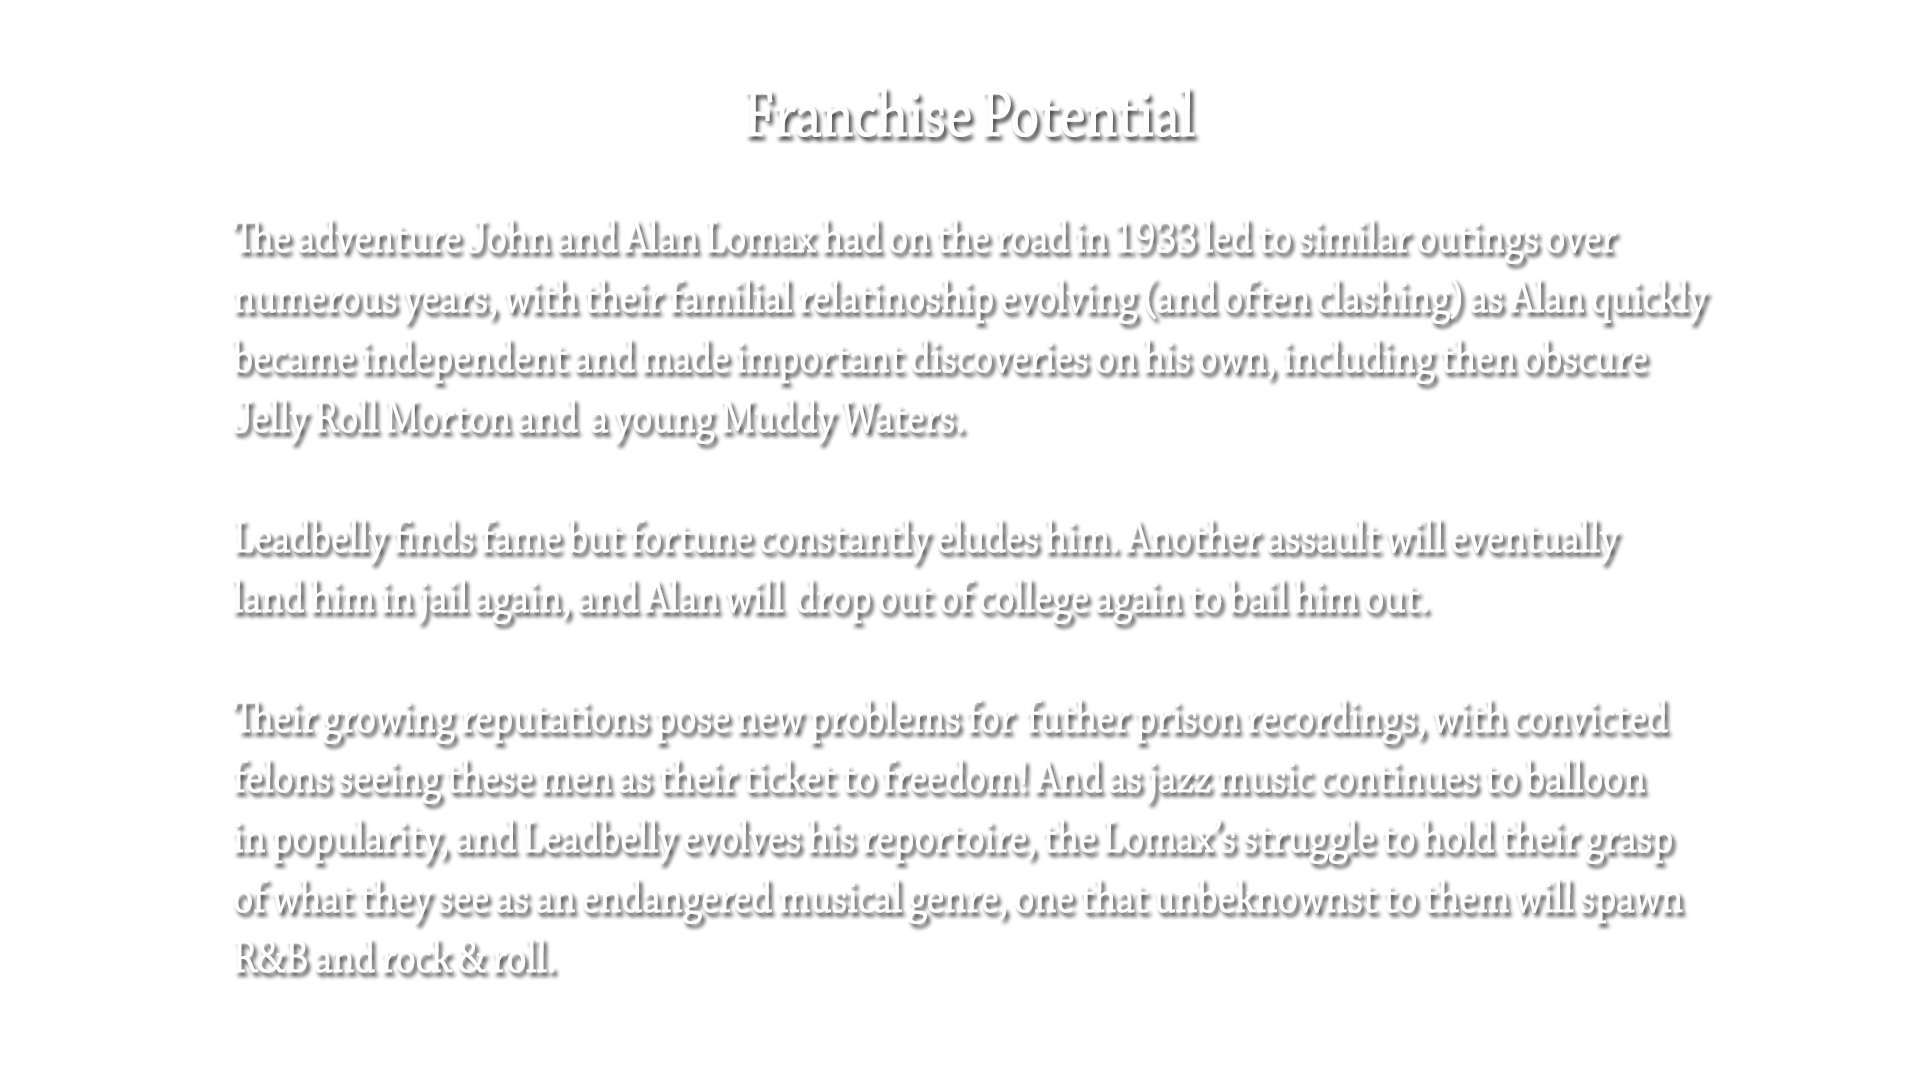 Franchise Potential
The adventure John and Alan Lomax had on the road in 1933 led to similar outings over
numerous years, with their familial relatinoship evolving (and often clashing) as Alan quickly
became independent and made important discoveries on his own, including then obscure
Jelly Roll Morton and  a young Muddy Waters.
Leadbelly finds fame but fortune constantly eludes him. Another assault will eventually
land him in jail again, and Alan will  drop out of college again to bail him out.
Their growing reputations pose new problems for  futher prison recordings, with convicted
felons seeing these men as their ticket to freedom! And as jazz music continues to balloon
in popularity, and Leadbelly evolves his reportoire, the Lomax’s struggle to hold their grasp
of what they see as an endangered musical genre, one that unbeknownst to them will spawn
R&B and rock & roll.